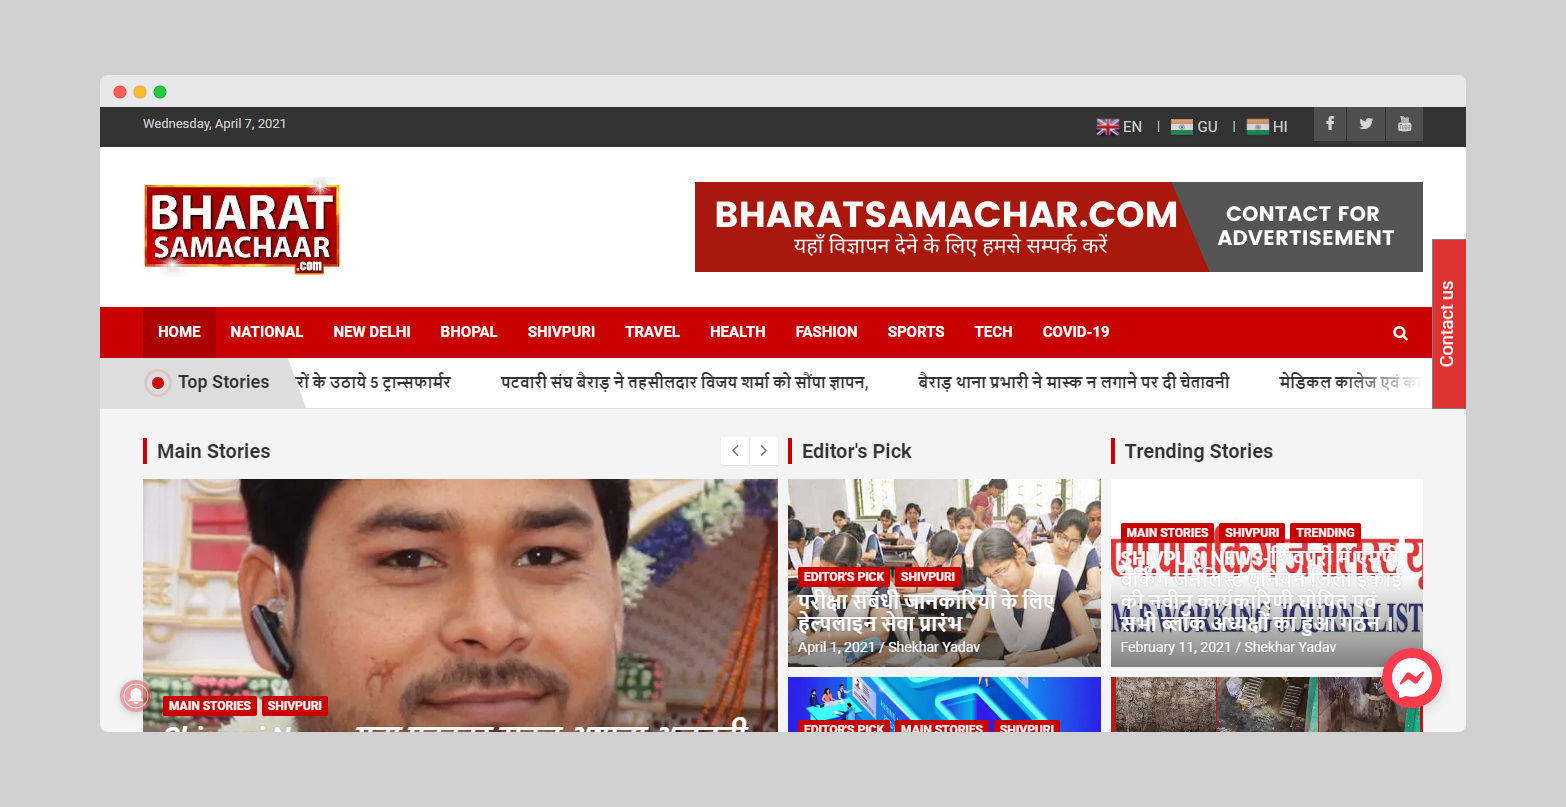 Wednesday, April 7, 2021
EN | GU | HI
BHARAT
SAMACHAAR
.com
BHARATSAMACHAR.COM
यहाँ विज्ञापन देने के लिए हमसे सम्पर्क करें
CONTACT FOR
ADVERTISEMENT
Contact us
HOME NATIONAL NEW DELHI BHOPAL SHIVPURI TRAVEL HEALTH FASHION SPORTS TECH COVID-19
Top Stories
रों के उठाये 5 ट्रान्सफार्मर पटवारी संघ बैराड़ ने तहसीलदार विजय शर्मा को सौंपा ज्ञापन, बैराड़ थाना प्रभारी ने मास्क न लगाने पर दी चेतावनी मेडिकल कालेज एवं
Main Stories
MAIN STORIES SHIVPURI
Editor's Pick
EDITOR'S PICK SHIVPURI
परीक्षा संबंधी जानकारियों के लिए
हेल्पलाइन सेवा प्रारंभ
April 1, 2021 / Shekhar Yadav
EDITOR'S PICK MAIN STORIES SHIVPURI
Trending Stories
MAIN STORIES SHIVPURI TRENDING
SHIVPURI NEWS-शिवपुरी में एमपी
वर्किंग जर्नलिस्ट यूनियन जिला इकाई
की नवीन कार्यकारिणी घोषित एवं
सभी ब्लॉक अध्यक्षों का हुआ गठन ।
WORKING JOURNALIST
February 11, 2021 / Shekhar Yadav